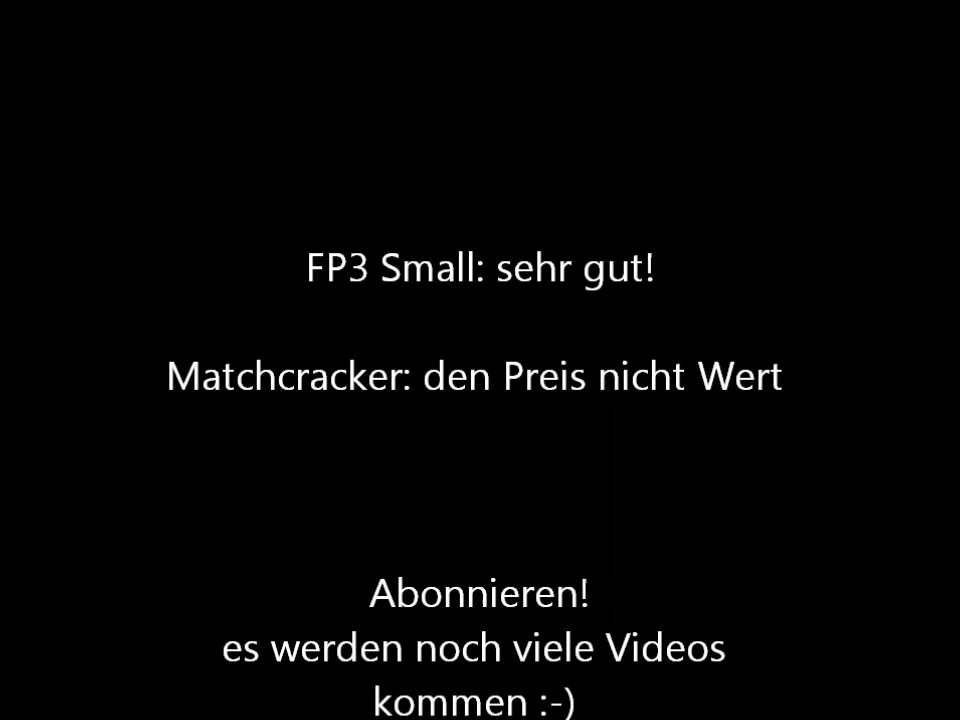 FP3 Small: sehr gut!
Matchcracker: den Preis nicht Wert
Abonnieren!
es werden noch viele Videos
kommen :-)